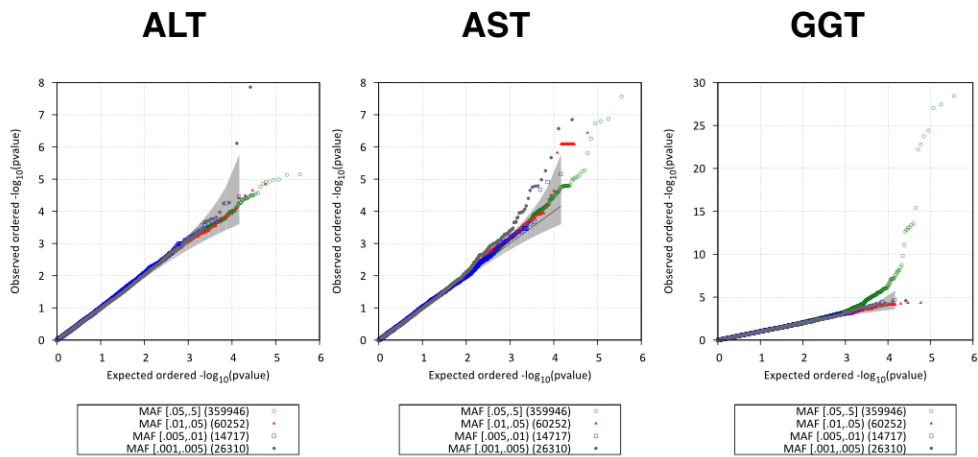 ALT
AST
GGT
Observed ordered -log10(pvalue)
8
7
6
5
4
3
2
1
0
0 1 2 3 4 5 6
Expected ordered -log10(pvalue)
MAF [.05,.5] (359946)
MAF [.01,.05) (60252)
MAF [.005,.01) (14717)
MAF [.001,.005) (26310)
Observed ordered -log10(pvalue)
8
7
6
5
4
3
2
1
0
0 1 2 3 4 5 6
Expected ordered -log10(pvalue)
MAF [.05,.5] (359946)
MAF [.01,.05) (60252)
MAF [.005,.01) (14717)
MAF [.001,.005) (26310)
Observed ordered -log10(pvalue)
30
25
20
15
10
5
0
0 1 2 3 4 5 6
Expected ordered -log10(pvalue)
MAF [.05,.5] (359946)
MAF [.01,.05) (60252)
MAF [.005,.01) (14717)
MAF [.001,.005) (26310)